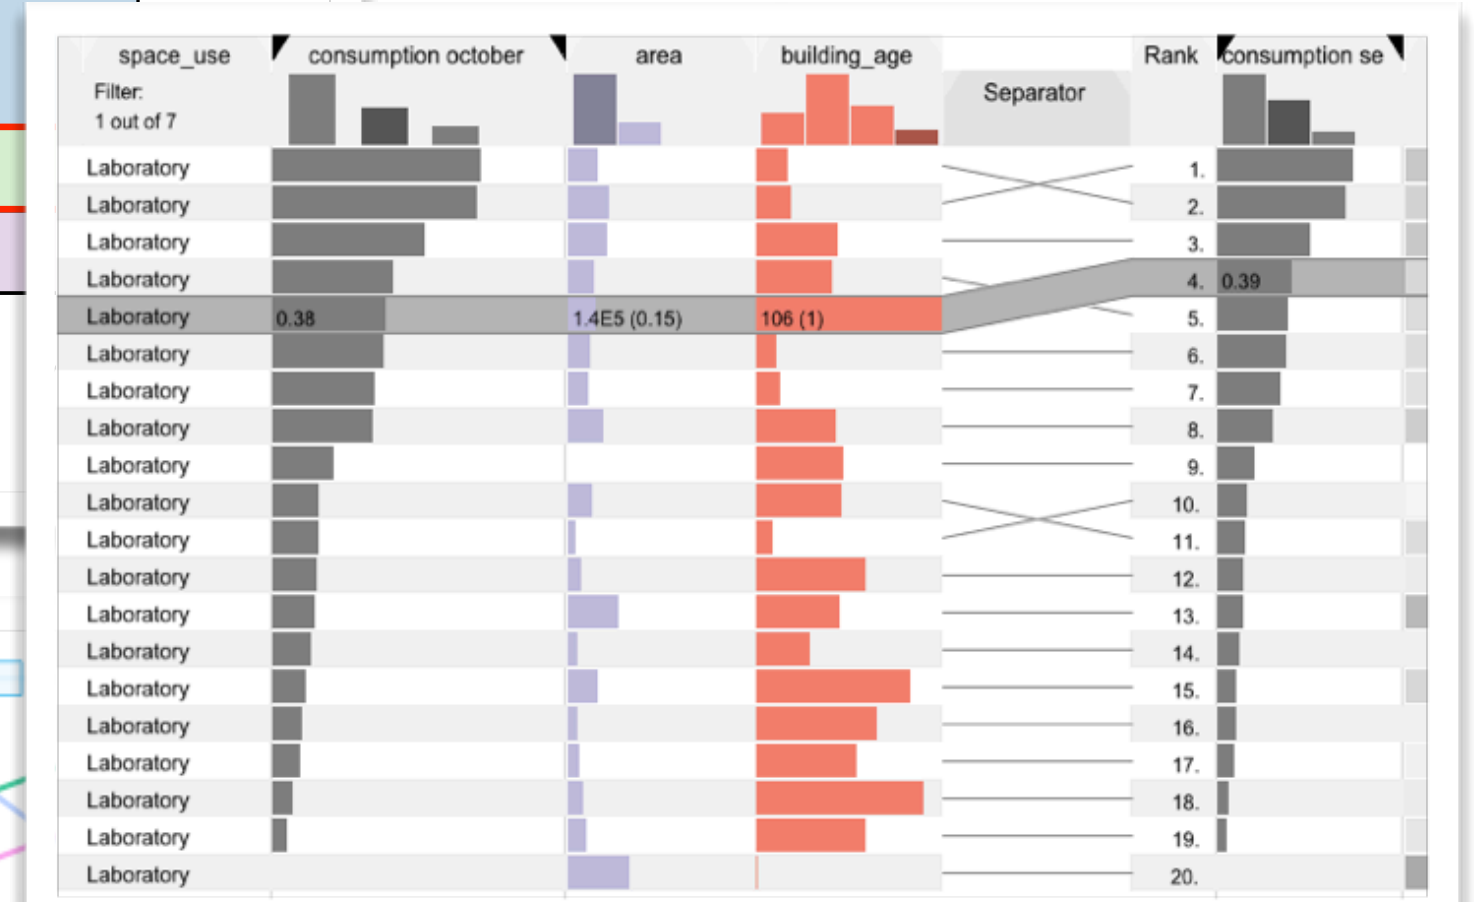 space_use consumption october area building_age Rank consumption se
Filter:
1 out of 7
Separator
Laboratory 1.
Laboratory 2.
Laboratory 3.
Laboratory 4. 0.39
Laboratory 0.38 1.4E5 (0.15) 106 (1) 5.
Laboratory 6.
Laboratory 7.
Laboratory 8.
Laboratory 9.
Laboratory 10.
Laboratory 11.
Laboratory 12.
Laboratory 13.
Laboratory 14.
Laboratory 15.
Laboratory 16.
Laboratory 17.
Laboratory 18.
Laboratory 19.
Laboratory 20.